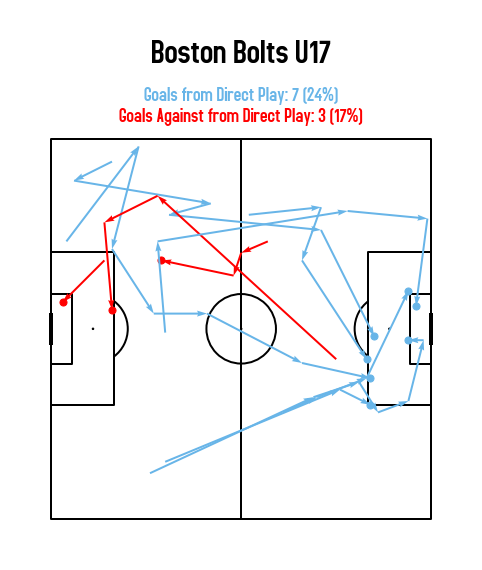 Boston Bolts U17
Goals from Direct Play: 7 (24%)
Goals Against from Direct Play: 3 (17%)